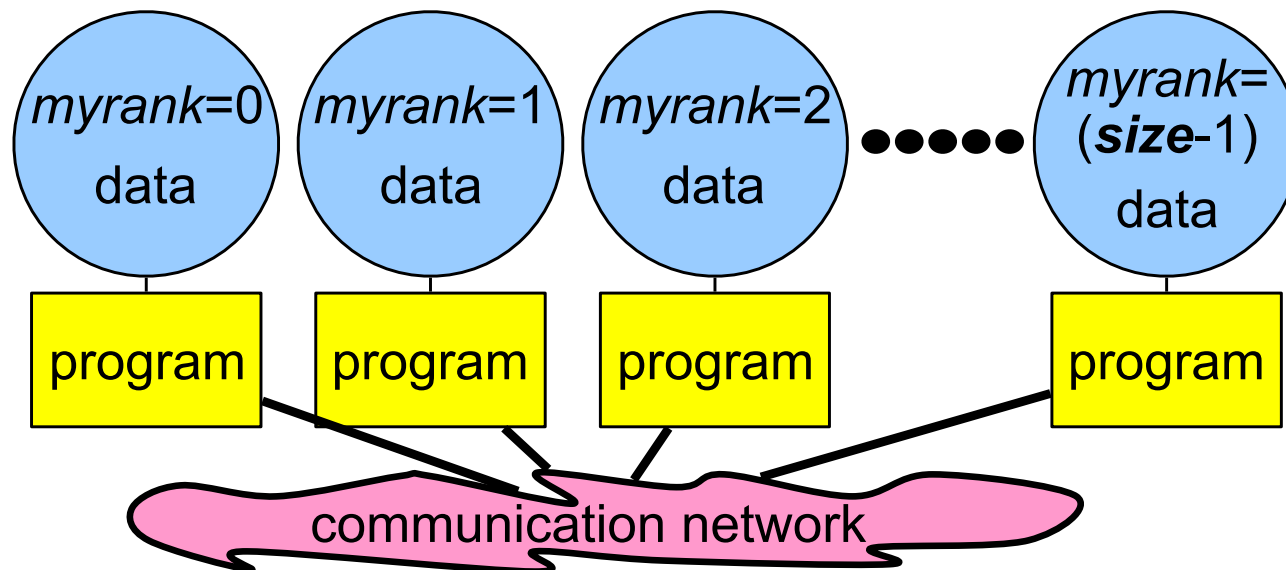 myrank=0
data
myrank=1
data
myrank=2
data
myrank=
(size-1)
data
program
program
program
program
communication network